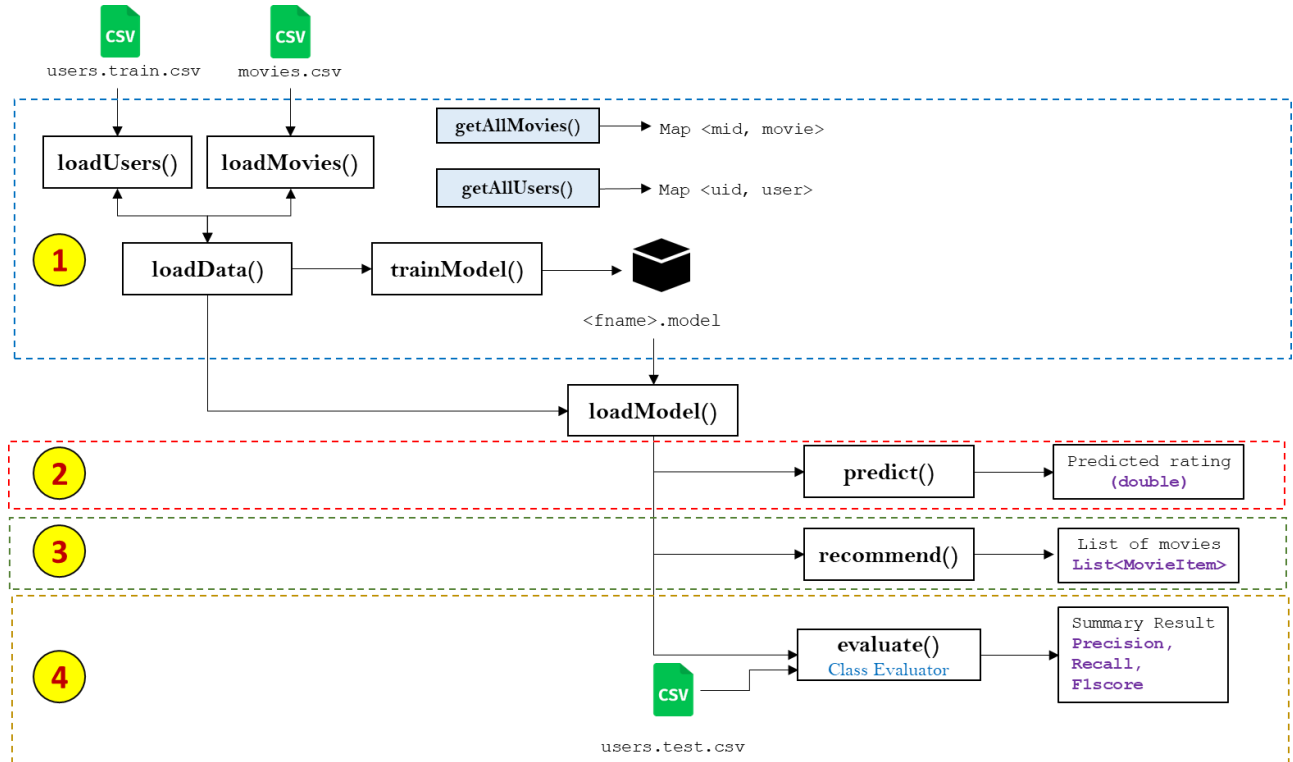 CSV
CSV
users.train.csv
movies.csv
getAllMovies()
Map <mid, movie>
loadUsers()
loadMovies()
getAllUsers()
Map <uid, user>
1
loadData()
trainModel()
<fname>.model
loadModel()
2
predict()
Predicted rating
(double)
3
recommend()
List of movies
List<MovieItem>
4
evaluate()
Class Evaluator
Summary Result
Precision,
Recall,
F1score
CSV
users.test.csv